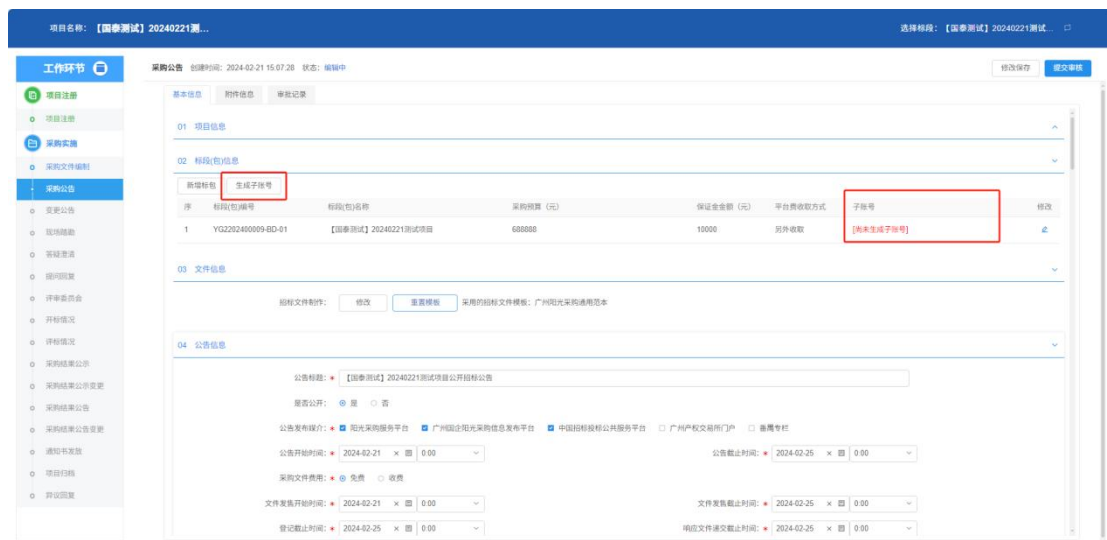 项目名称: 【国泰测试】20240221测...
选择标段: 【国泰测试】20240221测试...
工作环节
项目注册
项目注册
采购实施
采购文件编制
采购公告
变更公告
现场踏勘
答疑澄清
提问回复
评审委员会
开标情况
评标情况
采购结果公示
采购结果公示变更
采购结果公告
采购结果公告变更
通知书发放
项目归档
异议回复
采购公告 创建时间: 2024-02-21 15:07:28 状态: 编辑中
修改保存 提交审核
基本信息 附件信息 审批记录
01 项目信息
02 标段(包)信息
新增标包 生成子账号
序 标段(包)编号 标段(包)名称 采购预算（元） 保证金金额（元） 平台费收取方式 子账号 修改
1 YG2202400009-BD-01 【国泰测试】20240221测试项目 688888 10000 另外收取 [尚未生成子账号]
03 文件信息
招标文件制作: 修改 重置模板 采用的招标文件模板: 广州阳光采购通用范本
04 公告信息
公告标题: * 【国泰测试】20240221测试项目公开招标公告
是否公开: 是 否
公告发布媒介: * 阳光采购服务平台 广州国企阳光采购信息发布平台 中国招标投标公共服务平台 广州产权交易所门户 番禺专栏
公告开始时间: * 2024-02-21 0:00 公告截止时间: * 2024-02-25 0:00
采购文件费用: * 免费 收费
文件发售开始时间: * 2024-02-21 0:00 文件发售截止时间: * 2024-02-25 0:00
登记截止时间: * 2024-02-25 0:00 响应文件递交截止时间: * 2024-02-25 0:00